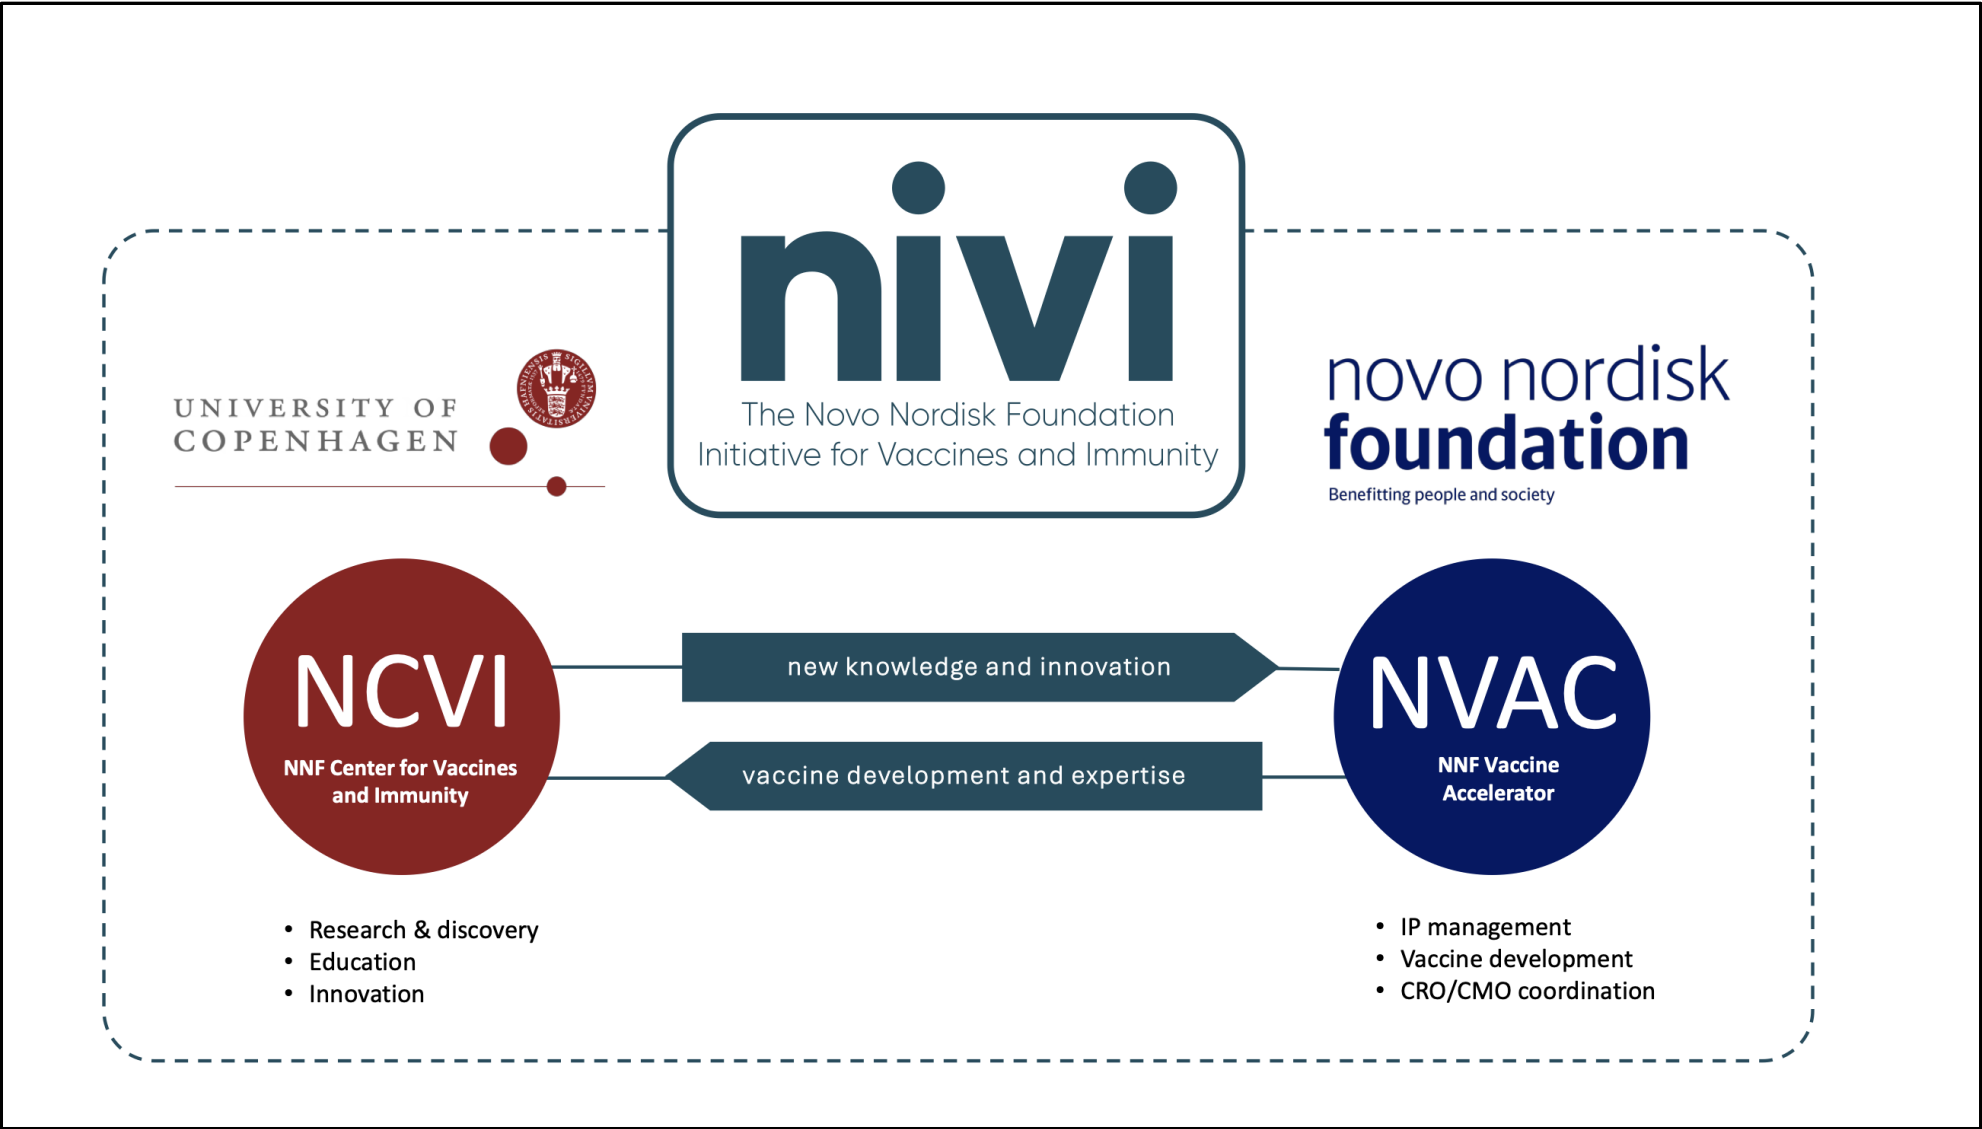 nivi
The Novo Nordisk Foundation
Initiative for Vaccines and Immunity
UNIVERSITY OF
COPENHAGEN
novo nordisk
foundation
Benefitting people and society
NCVI
NNF Center for Vaccines
and Immunity
new knowledge and innovation
vaccine development and expertise
NVAC
NNF Vaccine
Accelerator
• Research & discovery
• Education
• Innovation
• IP management
• Vaccine development
• CRO/CMO coordination